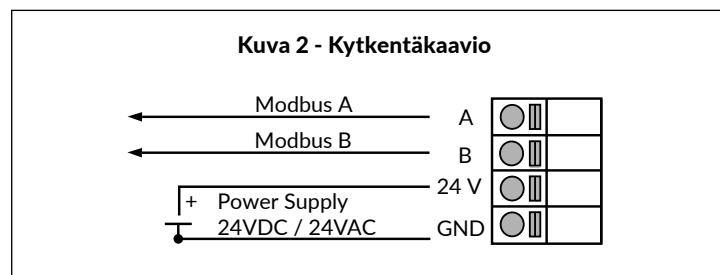 Kuva 2 - Kytkentäkaavio
Modbus A
A
Modbus B
B
24 V
+ Power Supply
24VDC / 24VAC
GND